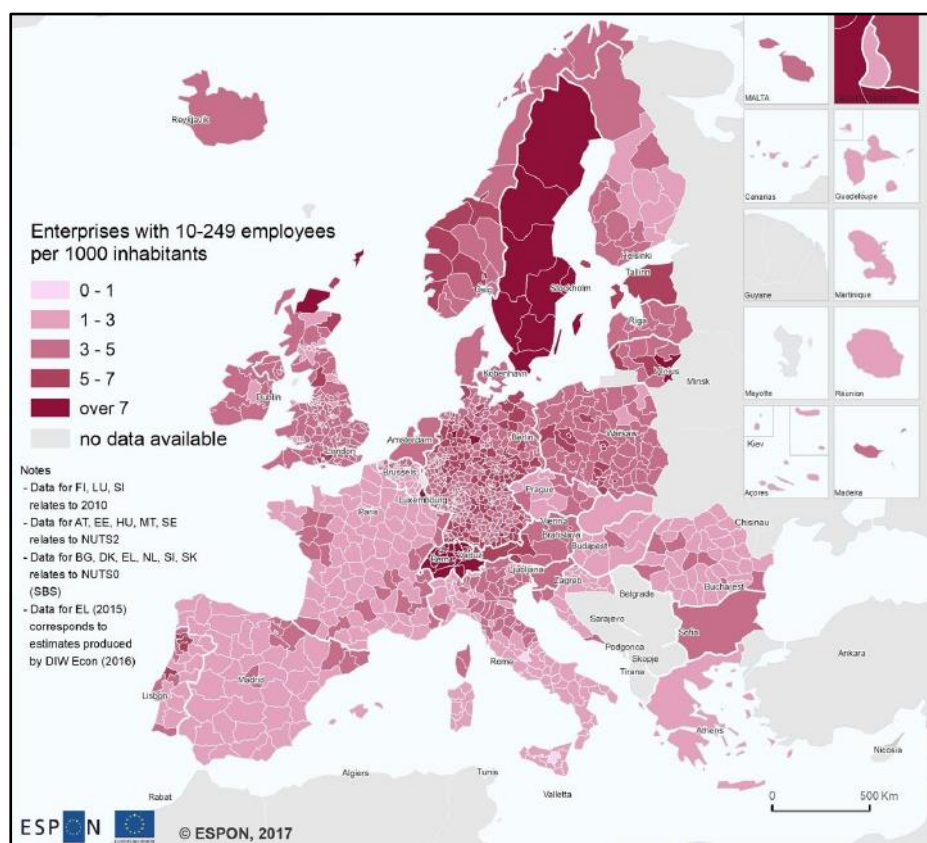 Enterprises with 10-249 employees
per 1000 inhabitants
0 - 1
1 - 3
3 - 5
5 - 7
over 7
no data available
Notes
- Data for FI, LU, SI
relates to 2010
- Data for AT, EE, HU, MT, SE
relates to NUTS2
- Data for BG, DK, EL, NL, SI, SK
relates to NUTS0
(SBS)
- Data for EL (2015)
corresponds to
estimates produced
by DIW Econ (2016)
Reykjavik
Oslo
Stockholm
Helsinki
Tallinn
Riga
Vilnius
Minsk
København
Dublin
London
Amsterdam
Berlin
Warsaw
Brussels
Luxembourg
Paris
Prague
Vienna
Bratislava
Budapest
Bern
Vaduz
Ljubljana
Zagreb
Chisinau
Bucharest
Belgrade
Sarajevo
Podgorica
Skopje
Tirana
Sofia
Ankara
Rome
Madrid
Lisbon
Athens
Nicosia
Algiers
Tunis
Valletta
Rabat
Kiev
MALTA
Canarias
Guadeloupe
Guyane
Martinique
Mayotte
Réunion
Açores
Madeira
0 500 Km
ESPON
© ESPON, 2017